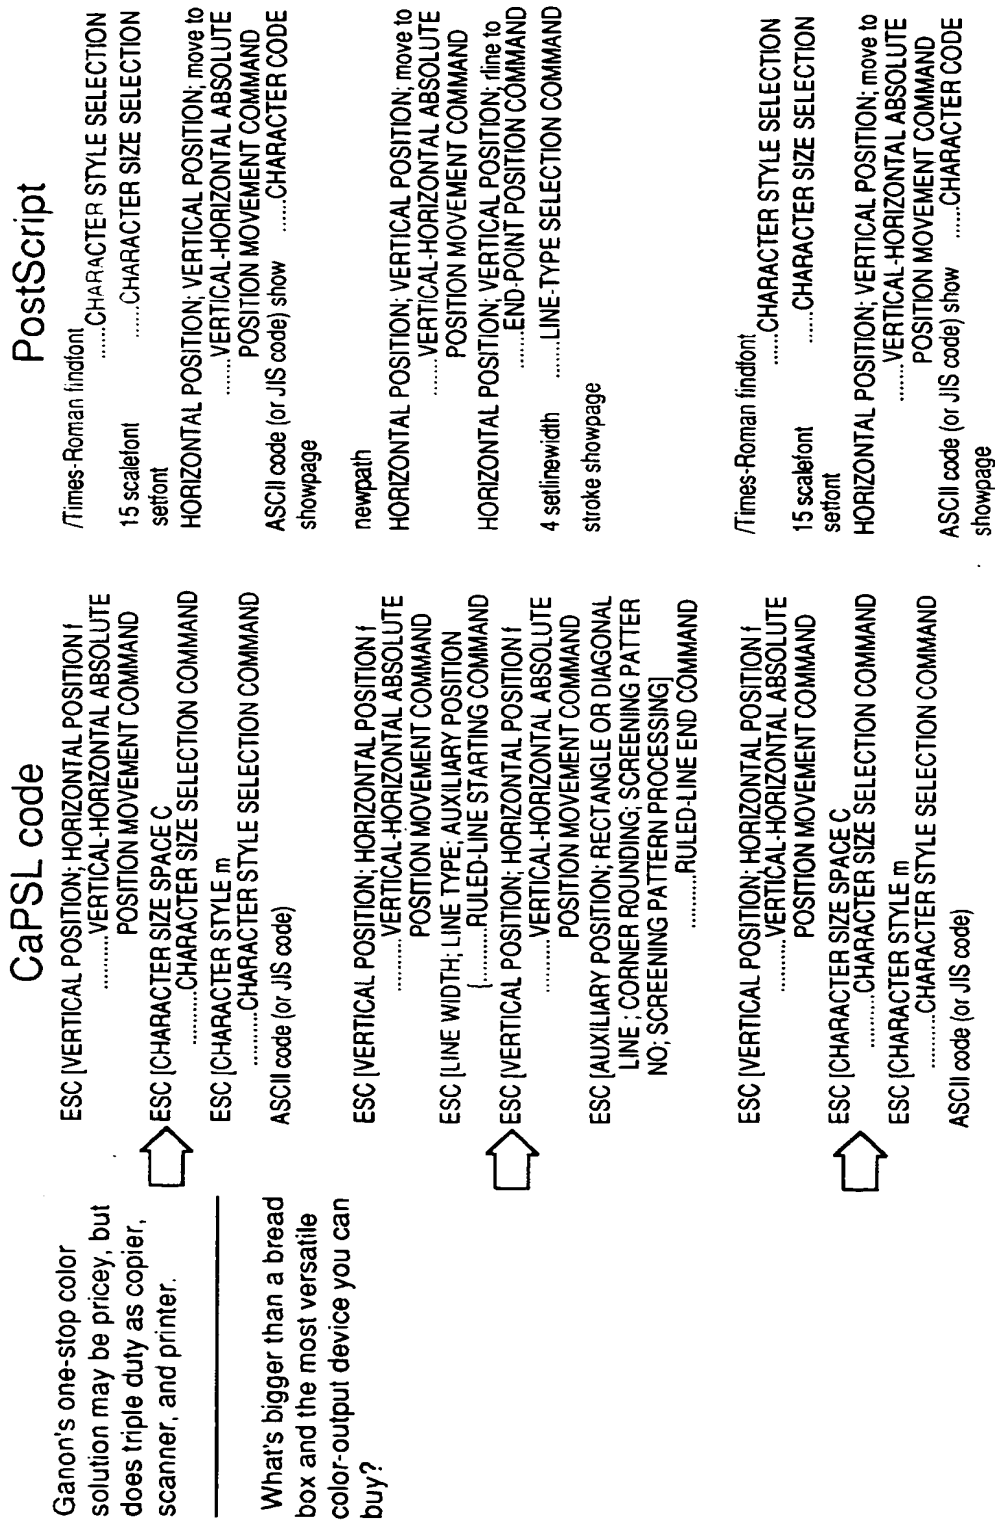 Ganon's one-stop color
solution may be pricey, but
does triple duty as copier,
scanner, and printer.
What's bigger than a bread
box and the most versatile
color-output device you can
buy?
CaPSL code
ESC [VERTICAL POSITION; HORIZONTAL POSITION f
.........VERTICAL-HORIZONTAL ABSOLUTE
POSITION MOVEMENT COMMAND
ESC [CHARACTER SIZE SPACE C
.........CHARACTER SIZE SELECTION COMMAND
ESC [CHARACTER STYLE m
...........CHARACTER STYLE SELECTION COMMAND
ASCII code (or JIS code)
ESC [VERTICAL POSITION; HORIZONTAL POSITION f
.........VERTICAL-HORIZONTAL ABSOLUTE
POSITION MOVEMENT COMMAND
ESC [LINE WIDTH; LINE TYPE; AUXILIARY POSITION
{.........RULED-LINE STARTING COMMAND
ESC [VERTICAL POSITION; HORIZONTAL POSITION f
...........VERTICAL-HORIZONTAL ABSOLUTE
POSITION MOVEMENT COMMAND
ESC [AUXILIARY POSITION; RECTANGLE OR DIAGONAL
LINE ; CORNER ROUNDING; SCREENING PATTER
NO; SCREENING PATTERN PROCESSING]
...........RULED-LINE END COMMAND
ESC [VERTICAL POSITION; HORIZONTAL POSITION f
.........VERTICAL-HORIZONTAL ABSOLUTE
POSITION MOVEMENT COMMAND
ESC [CHARACTER SIZE SPACE C
...........CHARACTER SIZE SELECTION COMMAND
ESC [CHARACTER STYLE m
.........CHARACTER STYLE SELECTION COMMAND
ASCII code (or JIS code)
PostScript
/Times-Roman findfont
.......CHARACTER STYLE SELECTION
15 scalefont ......CHARACTER SIZE SELECTION
setfont
HORIZONTAL POSITION; VERTICAL POSITION; move to
.......VERTICAL-HORIZONTAL ABSOLUTE
POSITION MOVEMENT COMMAND
ASCII code (or JIS code) show ......CHARACTER CODE
showpage
newpath
HORIZONTAL POSITION; VERTICAL POSITION; move to
.......VERTICAL-HORIZONTAL ABSOLUTE
POSITION MOVEMENT COMMAND
HORIZONTAL POSITION; VERTICAL POSITION; rline to
........END-POINT POSITION COMMAND
4 setlinewidth ........LINE-TYPE SELECTION COMMAND
stroke showpage
/Times-Roman findfont
.......CHARACTER STYLE SELECTION
15 scalefont ......CHARACTER SIZE SELECTION
setfont
HORIZONTAL POSITION; VERTICAL POSITION; move to
.......VERTICAL-HORIZONTAL ABSOLUTE
POSITION MOVEMENT COMMAND
ASCII code (or JIS code) show ......CHARACTER CODE
showpage